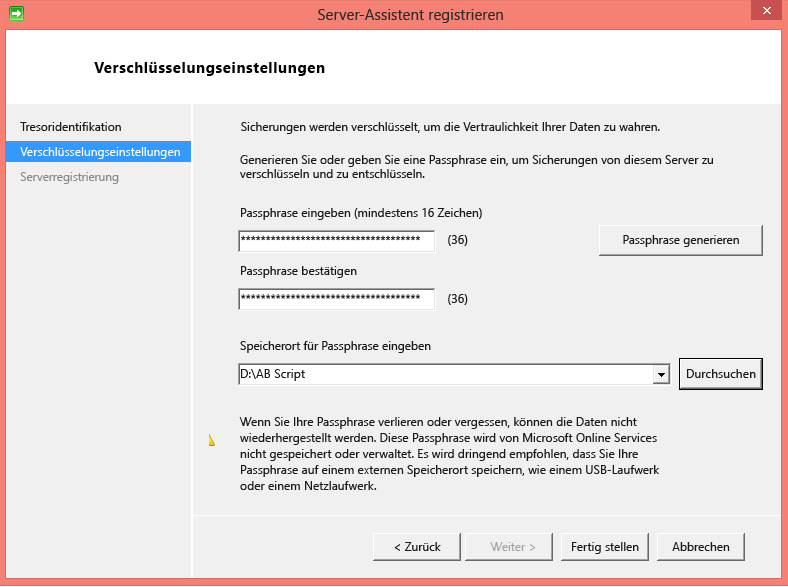 Server-Assistent registrieren
Verschlüsselungseinstellungen
Tresoridentifikation
Verschlüsselungseinstellungen
Serverregistrierung
Sicherungen werden verschlüsselt, um die Vertraulichkeit Ihrer Daten zu wahren.
Generieren Sie oder geben Sie eine Passphrase ein, um Sicherungen von diesem Server zu
verschlüsseln und zu entschlüsseln.
Passphrase eingeben (mindestens 16 Zeichen)
************************************ (36)
Passphrase generieren
Passphrase bestätigen
************************************ (36)
Speicherort für Passphrase eingeben
D:\AB Script
Durchsuchen
Wenn Sie Ihre Passphrase verlieren oder vergessen, können die Daten nicht
wiederhergestellt werden. Diese Passphrase wird von Microsoft Online Services
nicht gespeichert oder verwaltet. Es wird dringend empfohlen, dass Sie Ihre
Passphrase auf einem externen Speicherort speichern, wie einem USB-Laufwerk
oder einem Netzlaufwerk.
< Zurück
Weiter >
Fertig stellen
Abbrechen